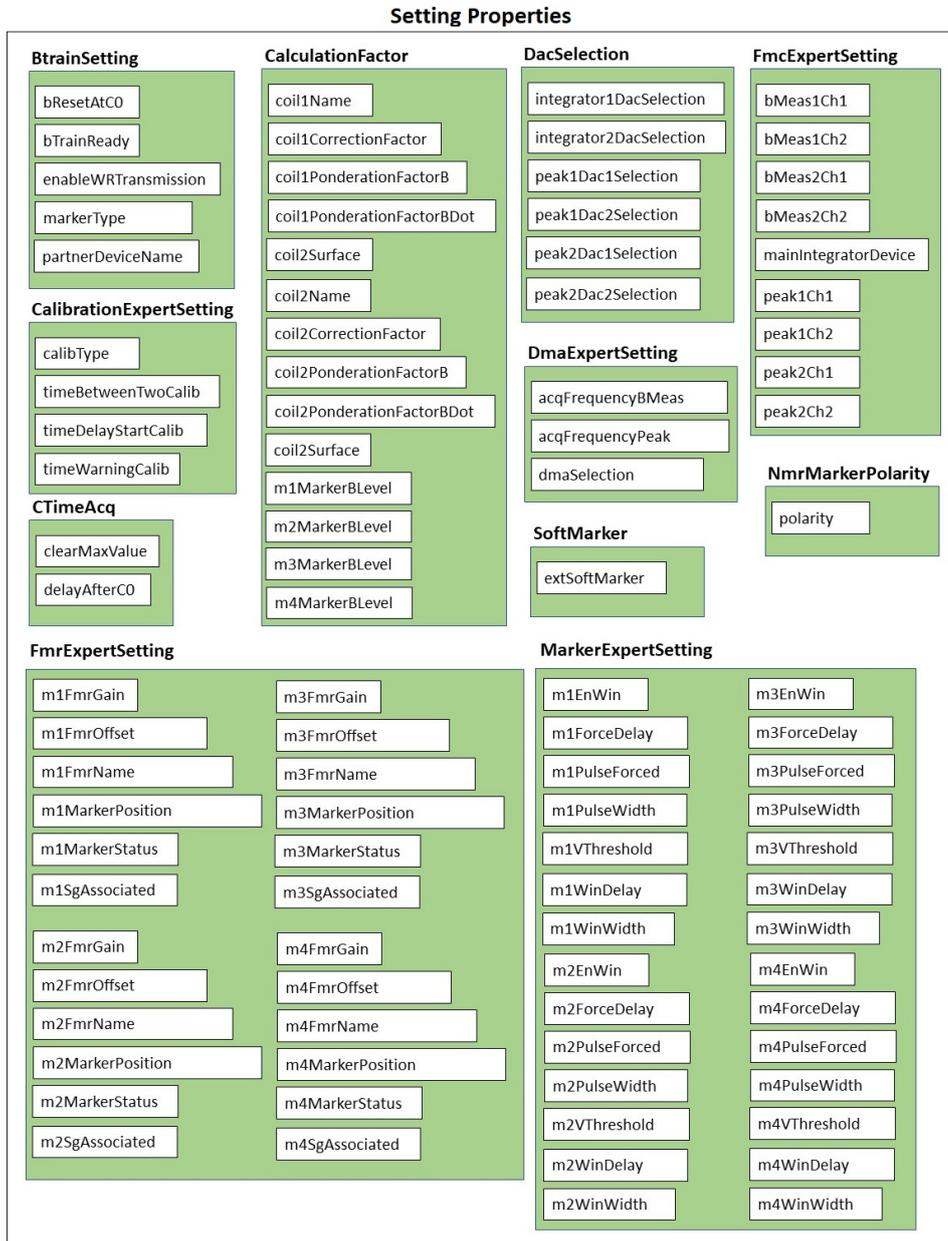 Setting Properties
BtrainSetting
bResetAtC0
bTrainReady
enableWRTransmission
markerType
partnerDeviceName
CalibrationExpertSetting
calibType
timeBetweenTwoCalib
timeDelayStartCalib
timeWarningCalib
CTimeAcq
clearMaxValue
delayAfterC0
CalculationFactor
coil1Name
coil1CorrectionFactor
coil1PonderationFactorB
coil1PonderationFactorBDot
coil2Surface
coil2Name
coil2CorrectionFactor
coil2PonderationFactorB
coil2PonderationFactorBDot
coil2Surface
m1MarkerBLevel
m2MarkerBLevel
m3MarkerBLevel
m4MarkerBLevel
DacSelection
integrator1DacSelection
integrator2DacSelection
peak1Dac1Selection
peak1Dac2Selection
peak2Dac1Selection
peak2Dac2Selection
DmaExpertSetting
acqFrequencyBMeas
acqFrequencyPeak
dmaSelection
SoftMarker
extSoftMarker
FmcExpertSetting
bMeas1Ch1
bMeas1Ch2
bMeas2Ch1
bMeas2Ch2
mainIntegratorDevice
peak1Ch1
peak1Ch2
peak2Ch1
peak2Ch2
NmrMarkerPolarity
polarity
FmrExpertSetting
m1FmrGain
m1FmrOffset
m1FmrName
m1MarkerPosition
m1MarkerStatus
m1SgAssociated
m2FmrGain
m2FmrOffset
m2FmrName
m2MarkerPosition
m2MarkerStatus
m2SgAssociated
m3FmrGain
m3FmrOffset
m3FmrName
m3MarkerPosition
m3MarkerStatus
m3SgAssociated
m4FmrGain
m4FmrOffset
m4FmrName
m4MarkerPosition
m4MarkerStatus
m4SgAssociated
MarkerExpertSetting
m1EnWin
m1ForceDelay
m1PulseForced
m1PulseWidth
m1VThreshold
m1WinDelay
m1WinWidth
m2EnWin
m2ForceDelay
m2PulseForced
m2PulseWidth
m2VThreshold
m2WinDelay
m2WinWidth
m3EnWin
m3ForceDelay
m3PulseForced
m3PulseWidth
m3VThreshold
m3WinDelay
m3WinWidth
m4EnWin
m4ForceDelay
m4PulseForced
m4PulseWidth
m4VThreshold
m4WinDelay
m4WinWidth